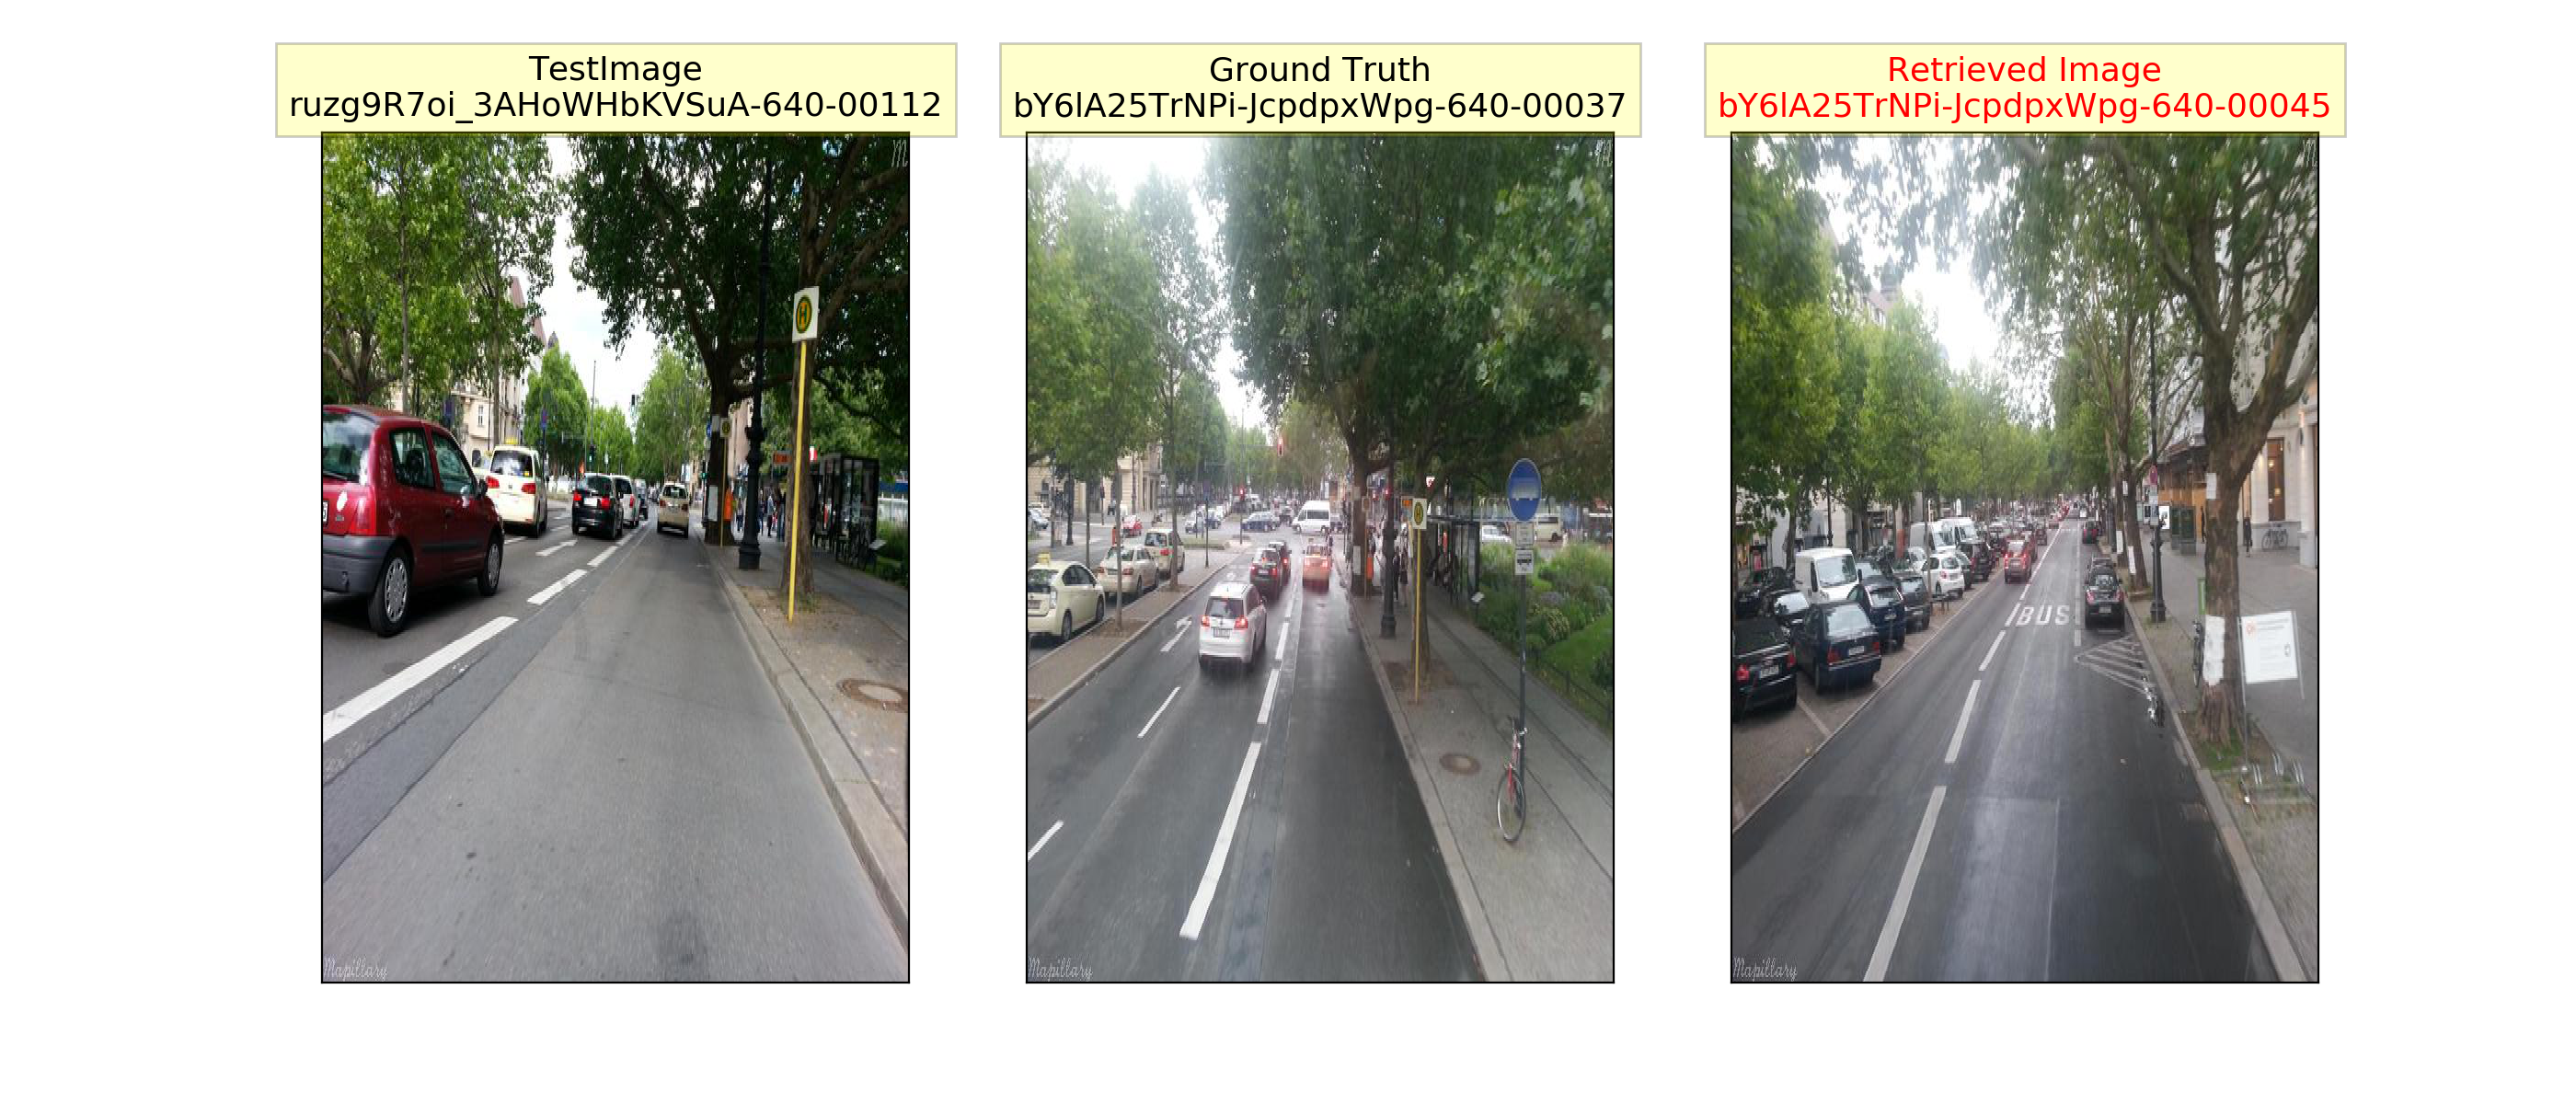 TestImage
ruzg9R7oi_3AHoWHbKVSuA-640-00112
Ground Truth
bY6lA25TrNPi-JcpdpxWpg-640-00037
Retrieved Image
bY6lA25TrNPi-JcpdpxWpg-640-00045
H
BUS
Mapillary
Mapillary
Mapillary